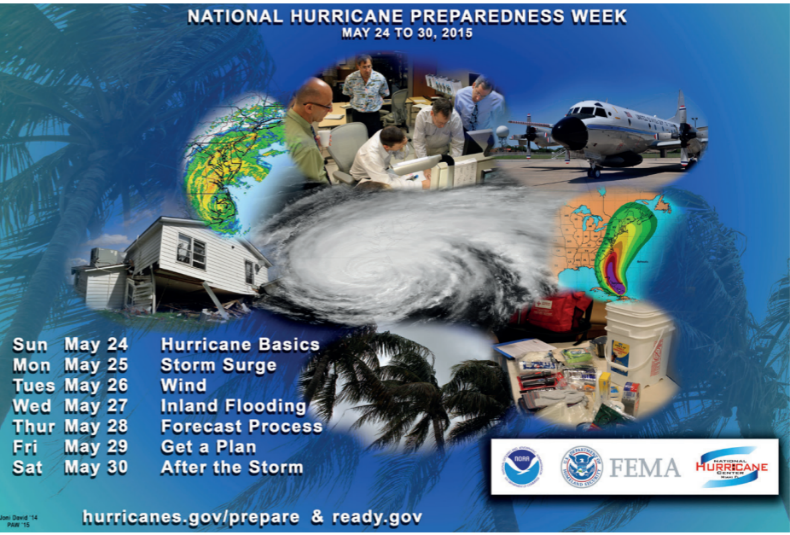 NATIONAL HURRICANE PREPAREDNESS WEEK
MAY 24 TO 30, 2015
Sun May 24 Hurricane Basics
Mon May 25 Storm Surge
Tues May 26 Wind
Wed May 27 Inland Flooding
Thur May 28 Forecast Process
Fri May 29 Get a Plan
Sat May 30 After the Storm
NOAA
FEMA
NATIONAL
HURRICANE
CENTER
hurricanes.gov/prepare & ready.gov
Joni David '14
PAW '15